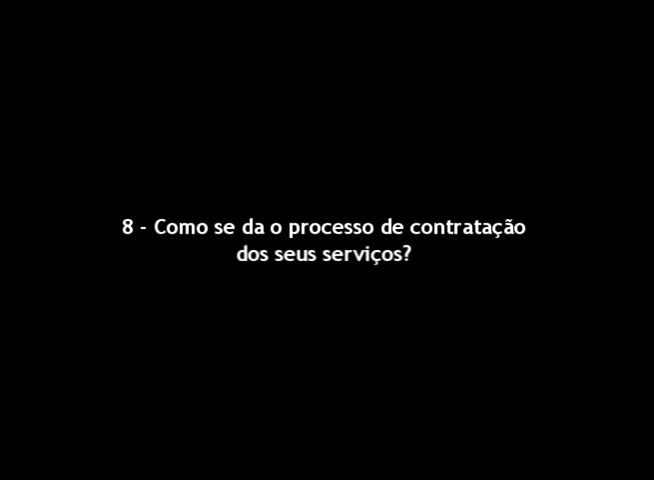 8 - Como se da o processo de contratação
dos seus serviços?